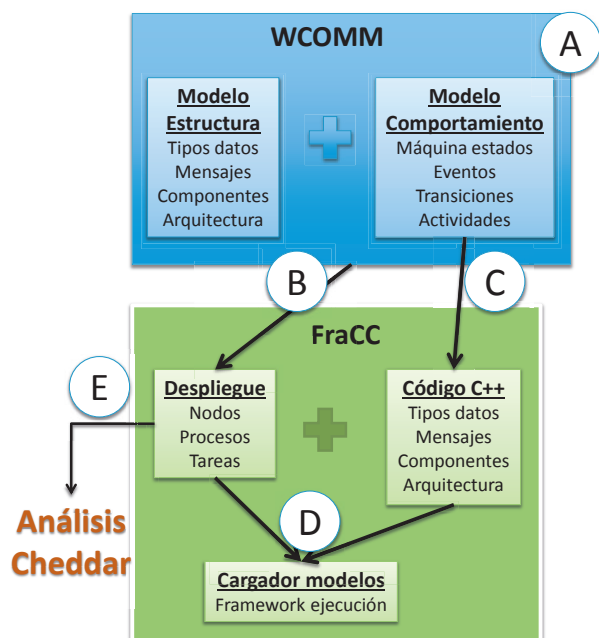 WCOMM
A
Modelo
Estructura
Tipos datos
Mensajes
Componentes
Arquitectura
Modelo
Comportamiento
Máquina estados
Eventos
Transiciones
Actividades
B
C
FraCC
E
Despliegue
Nodos
Procesos
Tareas
Código C++
Tipos datos
Mensajes
Componentes
Arquitectura
Análisis
Cheddar
D
Cargador modelos
Framework ejecución